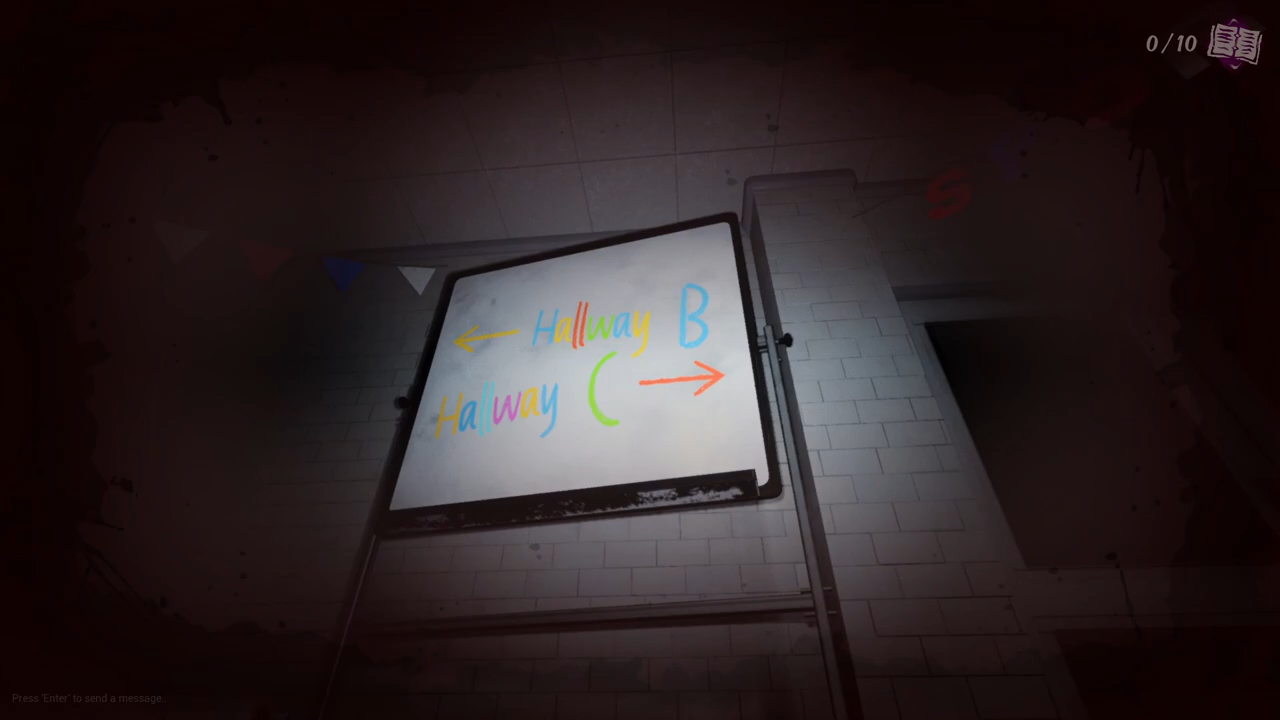 0/10
S
← Hallway B
Hallway C →
Press 'Enter' to send a message..